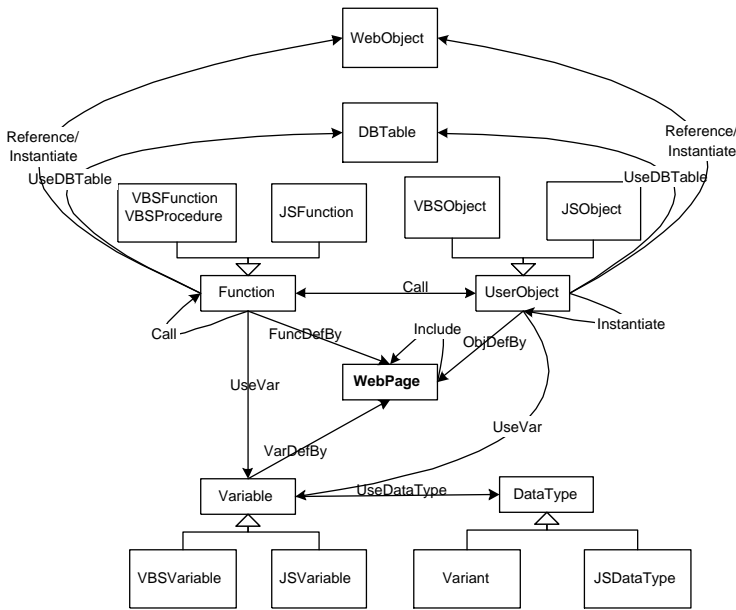 WebObject
Reference/
Instantiate
Reference/
Instantiate
DBTable
UseDBTable
UseDBTable
VBSFunction
VBSProcedure
JSFunction
VBSObject
JSObject
Function
Call
UserObject
Call
Instantiate
FuncDefBy
Include
ObjDefBy
WebPage
UseVar
UseVar
VarDefBy
Variable
UseDataType
DataType
VBSVariable
JSVariable
Variant
JSDataType